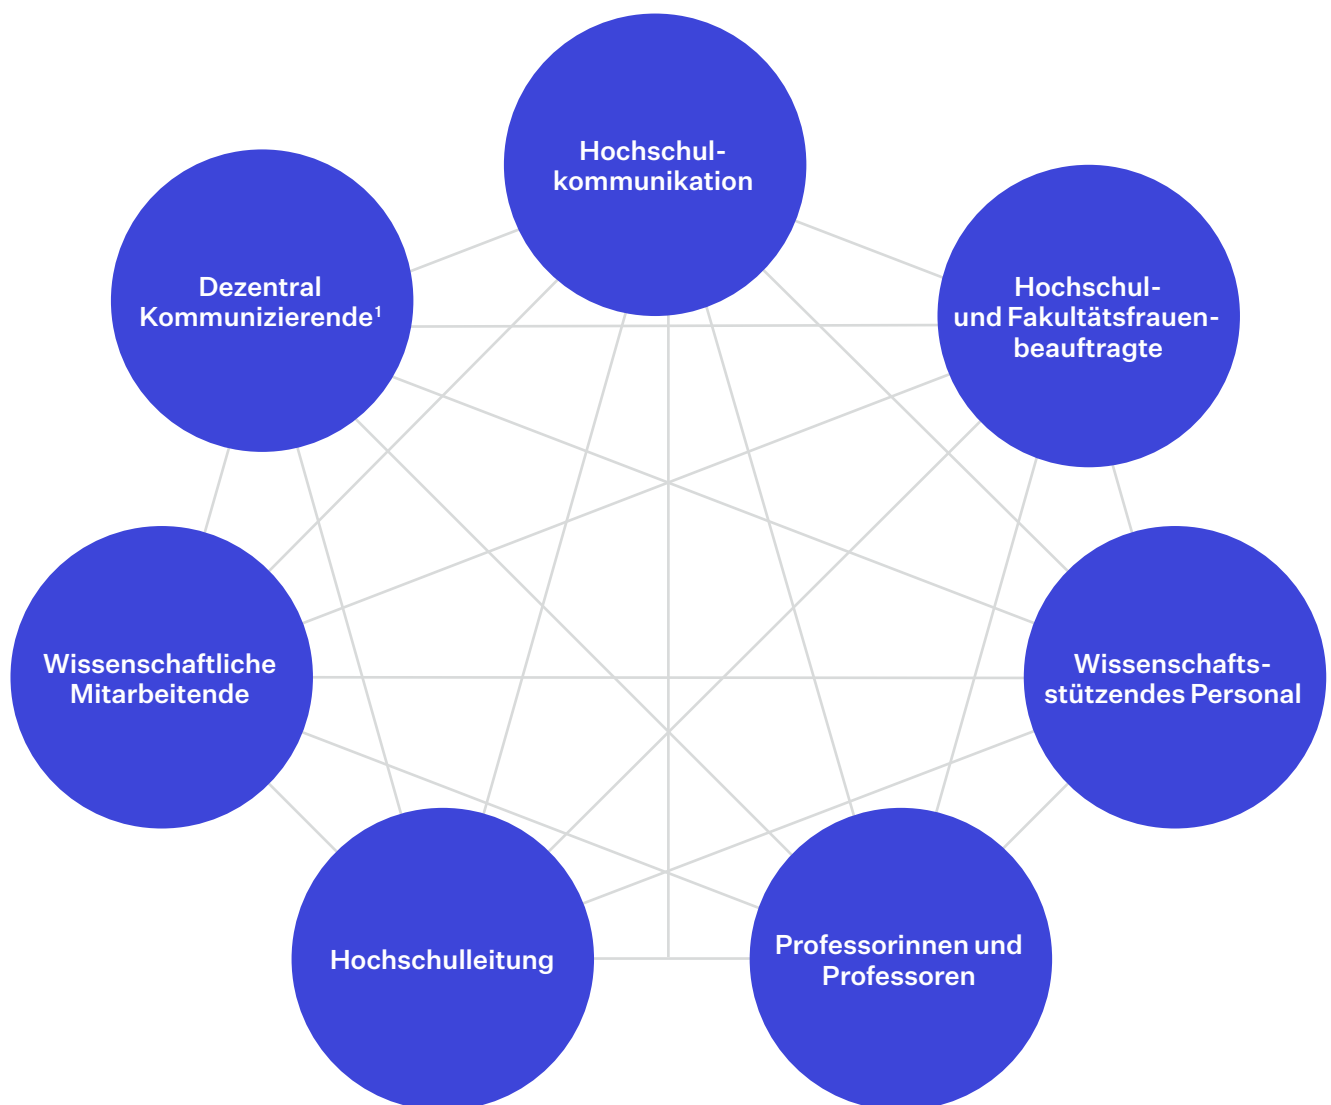 Hochschul-
kommunikation
Dezentral
Kommunizierende¹
Hochschul-
und Fakultätsfrauen-
beauftragte
Wissenschaftliche
Mitarbeitende
Wissenschafts-
stützendes Personal
Hochschulleitung
Professorinnen und
Professoren